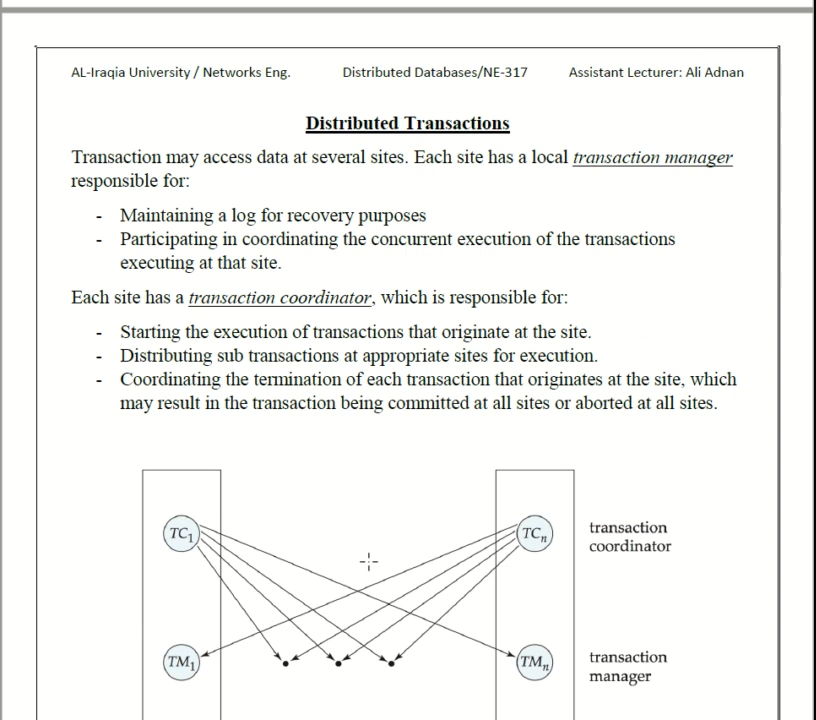 AL-Iraqia University / Networks Eng. Distributed Databases/NE-317 Assistant Lecturer: Ali Adnan
Distributed Transactions
Transaction may access data at several sites. Each site has a local transaction manager
responsible for:
- Maintaining a log for recovery purposes
- Participating in coordinating the concurrent execution of the transactions
executing at that site.
Each site has a transaction coordinator, which is responsible for:
- Starting the execution of transactions that originate at the site.
- Distributing sub transactions at appropriate sites for execution.
- Coordinating the termination of each transaction that originates at the site, which
may result in the transaction being committed at all sites or aborted at all sites.
TC1 TCn transaction
coordinator
TM1 TMn transaction
manager